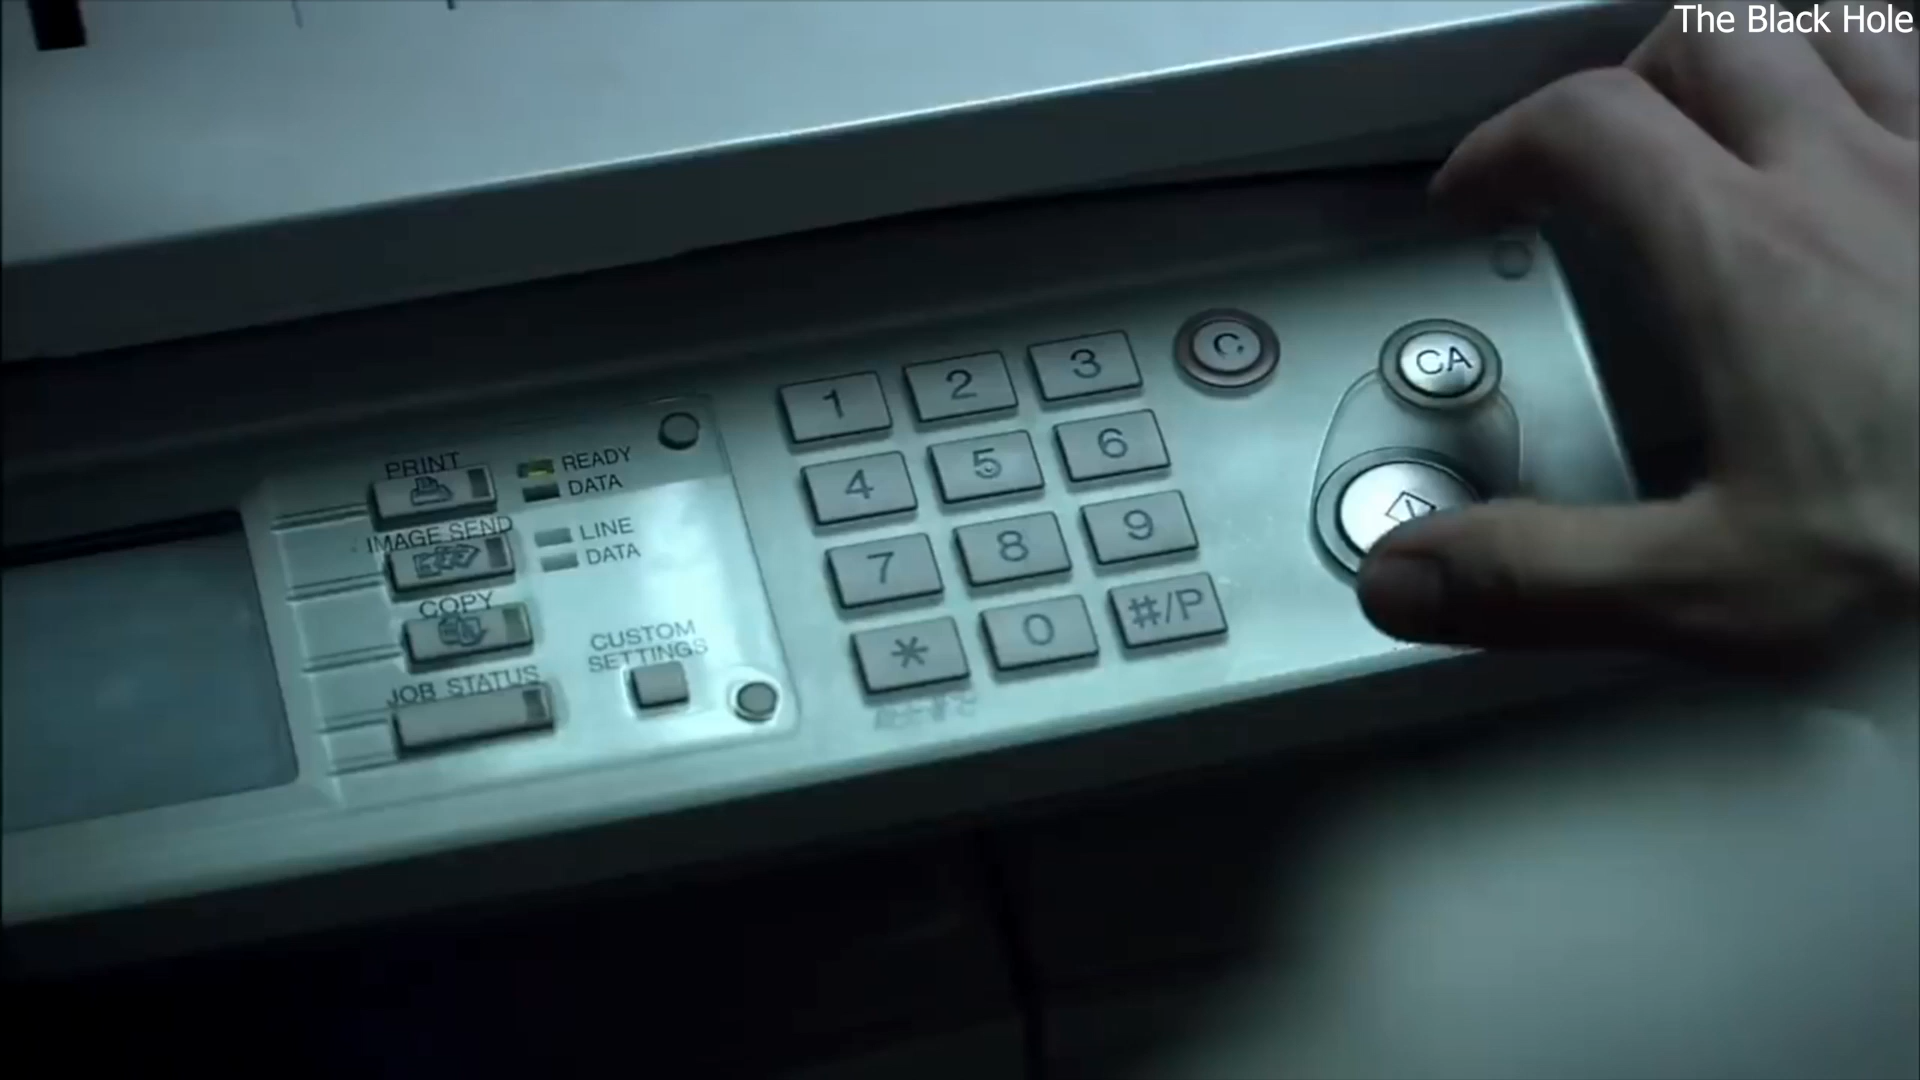 The Black Hole
PRINT
READY
DATA
IMAGE SEND
LINE
DATA
COPY
JOB STATUS
CUSTOM
SETTINGS
1 2 3
4 5 6
7 8 9
* 0 #/P
C
CA